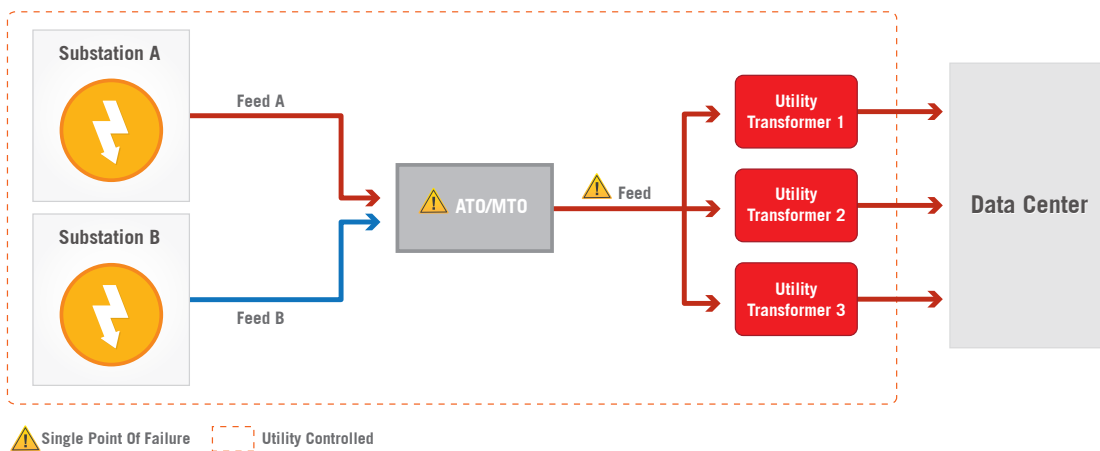 Substation A
Feed A
Utility
Transformer 1
ATO/MTO
Feed
Utility
Transformer 2
Data Center
Substation B
Feed B
Utility
Transformer 3
Single Point Of Failure
Utility Controlled